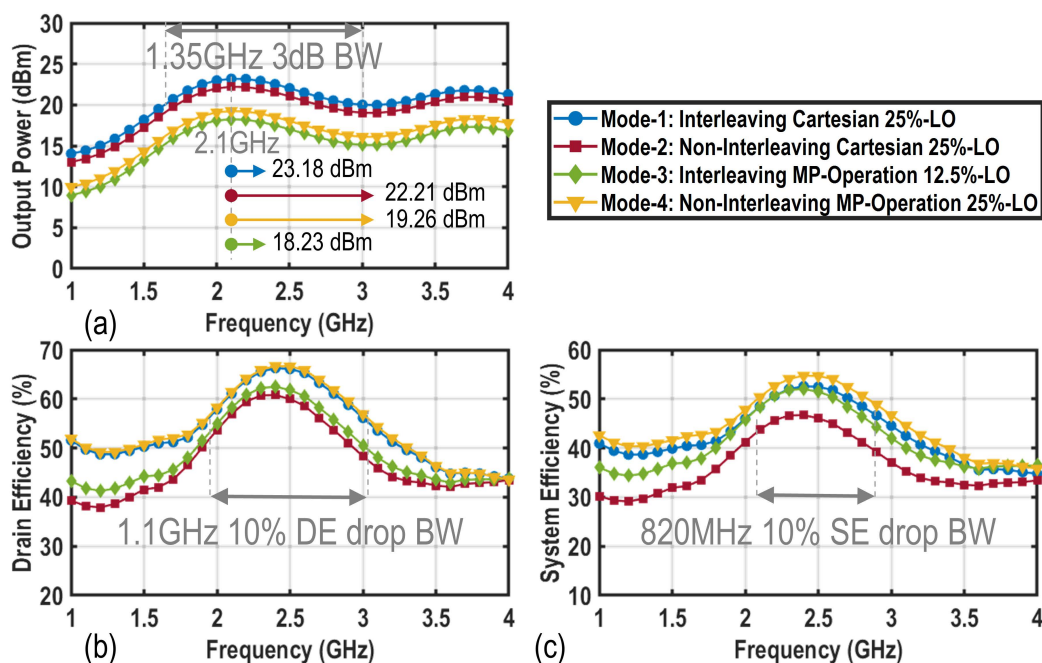 30
25
20
15
10
5
0
Output Power (dBm)
1.35GHz 3dB BW
2.1GHz
23.18 dBm
22.21 dBm
19.26 dBm
18.23 dBm
1 1.5 2 2.5 3 3.5 4
(a)
Frequency (GHz)
Mode-1: Interleaving Cartesian 25%-LO
Mode-2: Non-Interleaving Cartesian 25%-LO
Mode-3: Interleaving MP-Operation 12.5%-LO
Mode-4: Non-Interleaving MP-Operation 25%-LO
70
60
50
40
30
20
Drain Efficiency (%)
1.1GHz 10% DE drop BW
1 1.5 2 2.5 3 3.5 4
(b)
Frequency (GHz)
60
50
40
30
20
10
System Efficiency (%)
820MHz 10% SE drop BW
1 1.5 2 2.5 3 3.5 4
(c)
Frequency (GHz)